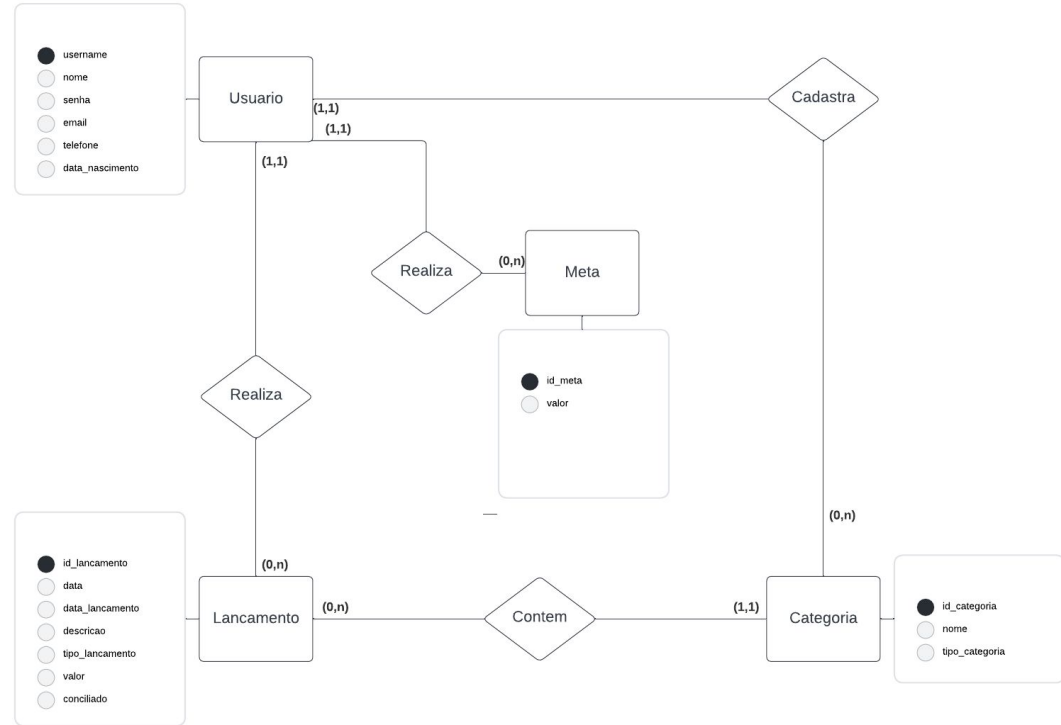 username
nome
senha
email
telefone
data_nascimento
Usuario
(1,1)
(1,1)
(1,1)
Cadastra
Realiza
(0,n)
Meta
id_meta
valor
Realiza
(0,n)
(0,n)
id_lancamento
data
data_lancamento
descricao
tipo_lancamento
valor
conciliado
Lancamento
(0,n)
Contem
(1,1)
Categoria
id_categoria
nome
tipo_categoria